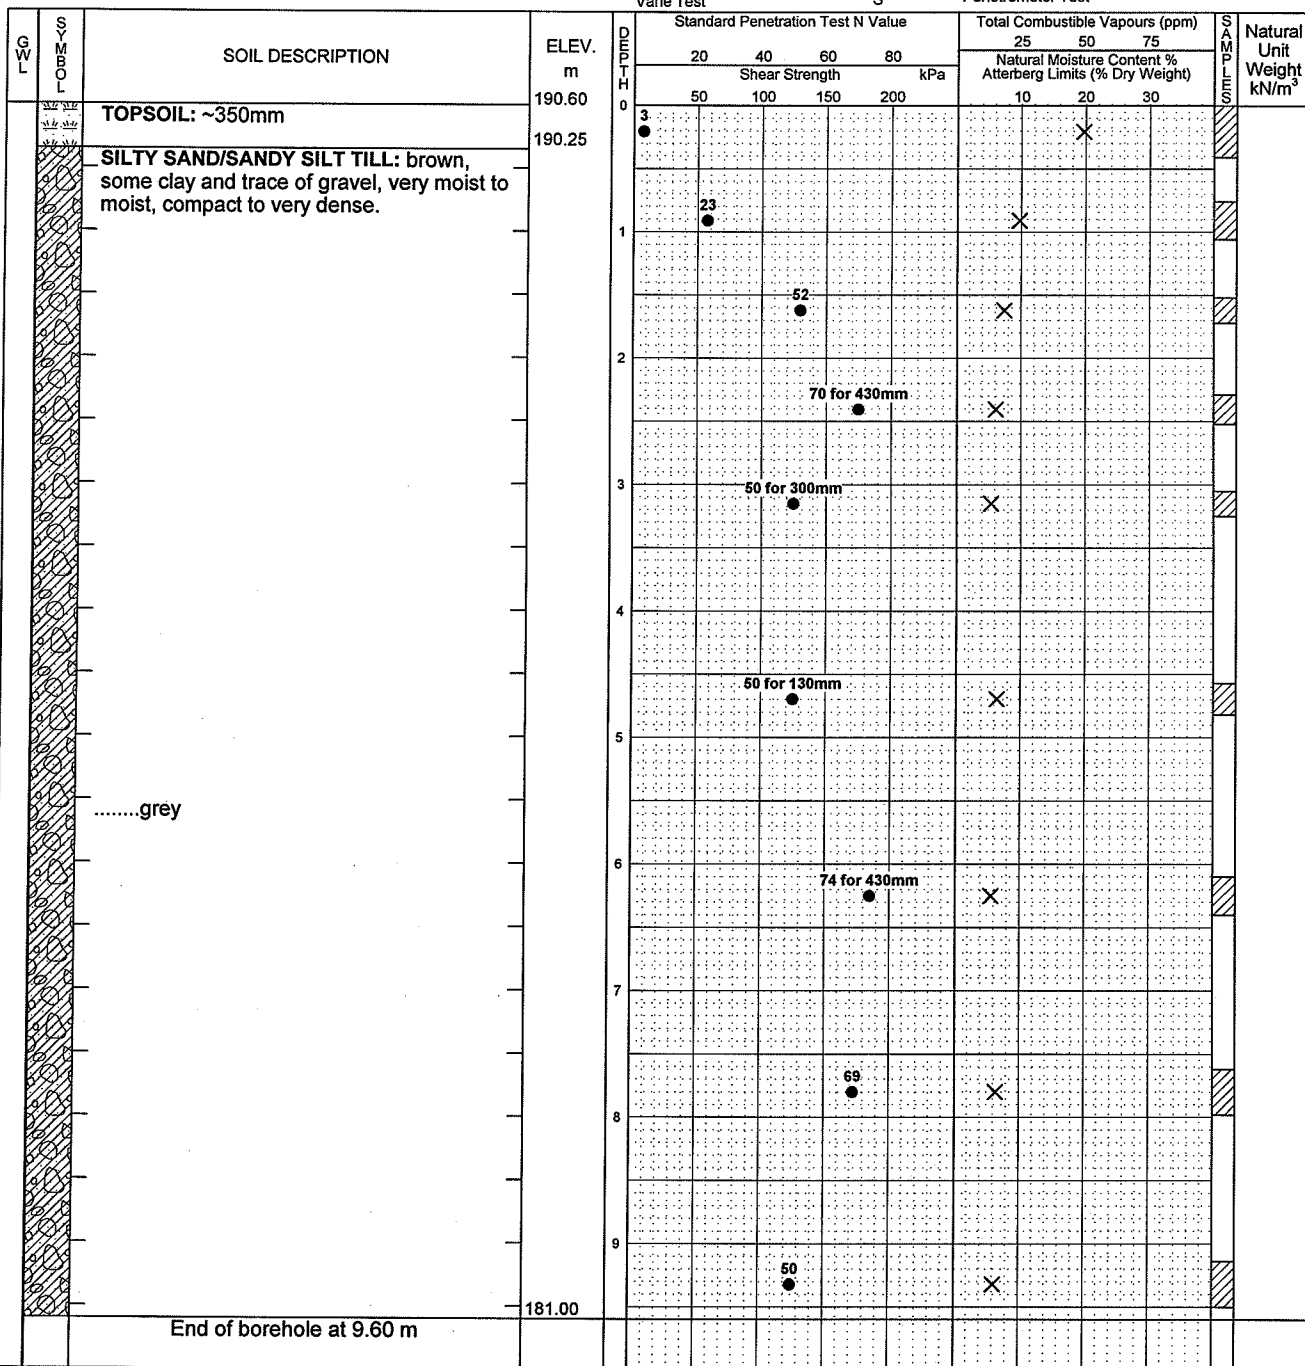 Vane Test
S
Penetrometer Test
GWL
SYMBOL
SOIL DESCRIPTION
ELEV.
m
DEPTH
Standard Penetration Test N Value
20 40 60 80
Shear Strength kPa
50 100 150 200
Total Combustible Vapours (ppm)
25 50 75
Natural Moisture Content %
Atterberg Limits (% Dry Weight)
10 20 30
SAMPLES
Natural
Unit
Weight
kN/m³
190.60
0
TOPSOIL: ~350mm
3
190.25
SILTY SAND/SANDY SILT TILL: brown,
some clay and trace of gravel, very moist to
moist, compact to very dense.
23
1
52
2
70 for 430mm
3
50 for 300mm
4
50 for 130mm
5
........grey
6
74 for 430mm
7
69
8
9
50
181.00
End of borehole at 9.60 m